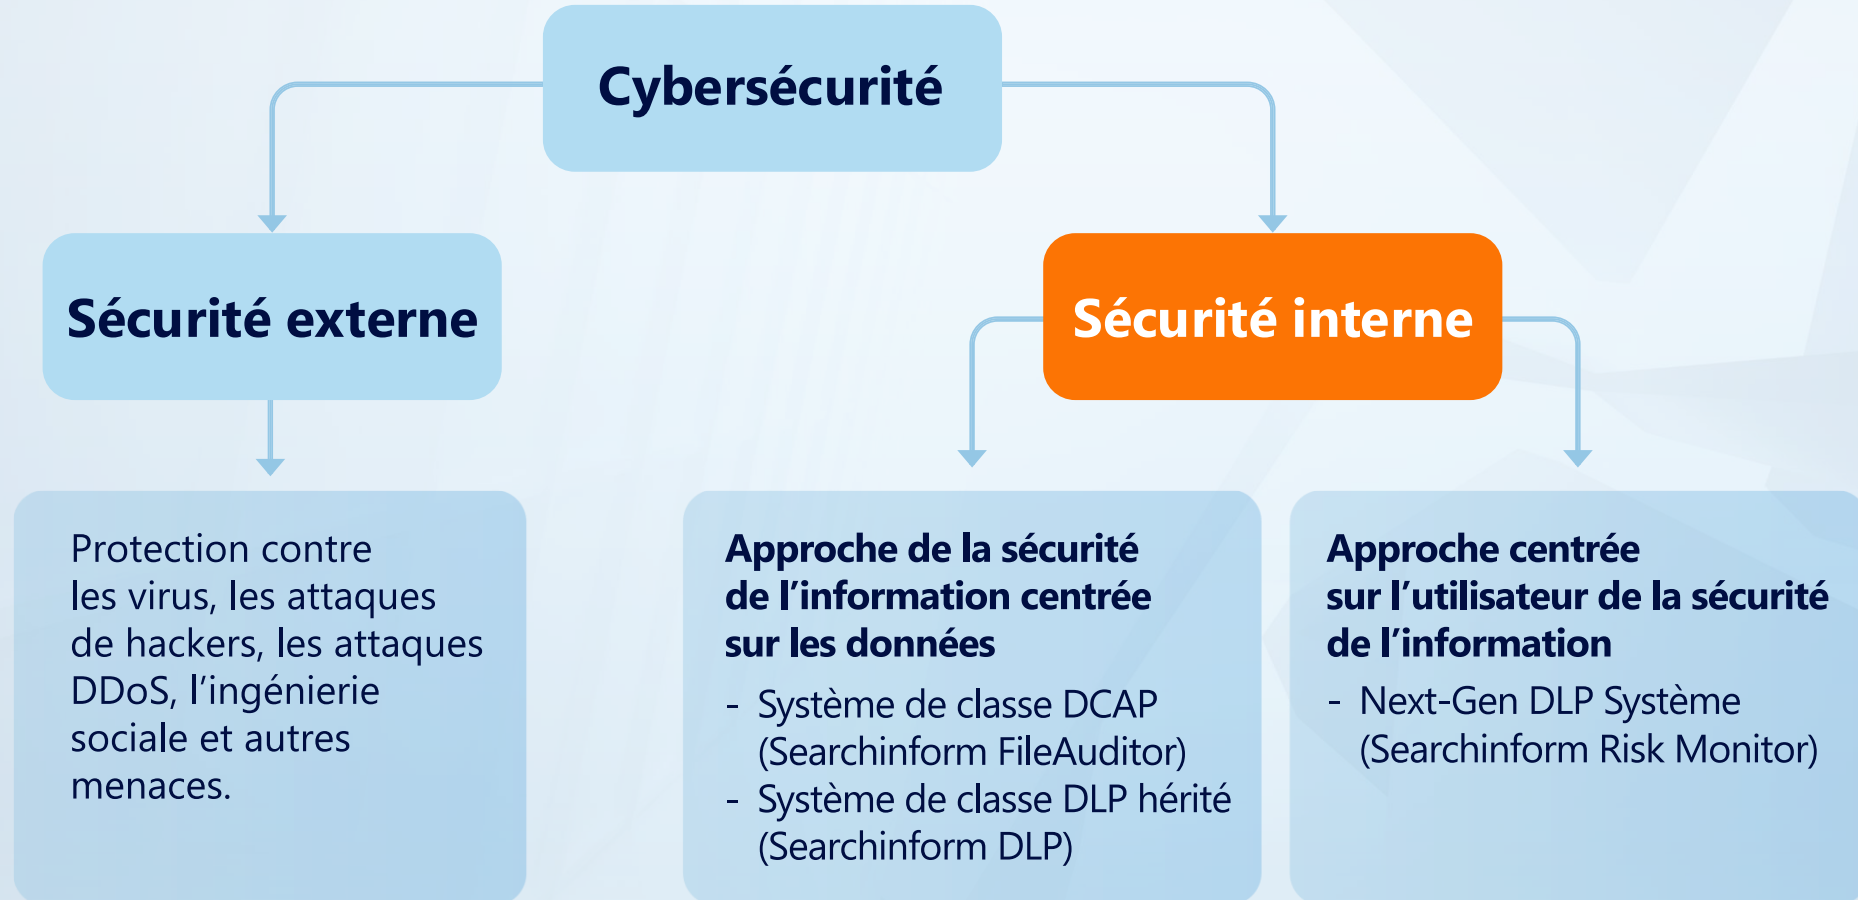 Cybersécurité
Sécurité externe
Sécurité interne
Protection contre
les virus, les attaques
de hackers, les attaques
DDoS, l’ingénierie
sociale et autres
menaces.
Approche de la sécurité
de l’information centrée
sur les données
- Système de classe DCAP
(Searchinform FileAuditor)
- Système de classe DLP hérité
(Searchinform DLP)
Approche centrée
sur l’utilisateur de la sécurité
de l’information
- Next-Gen DLP Système
(Searchinform Risk Monitor)